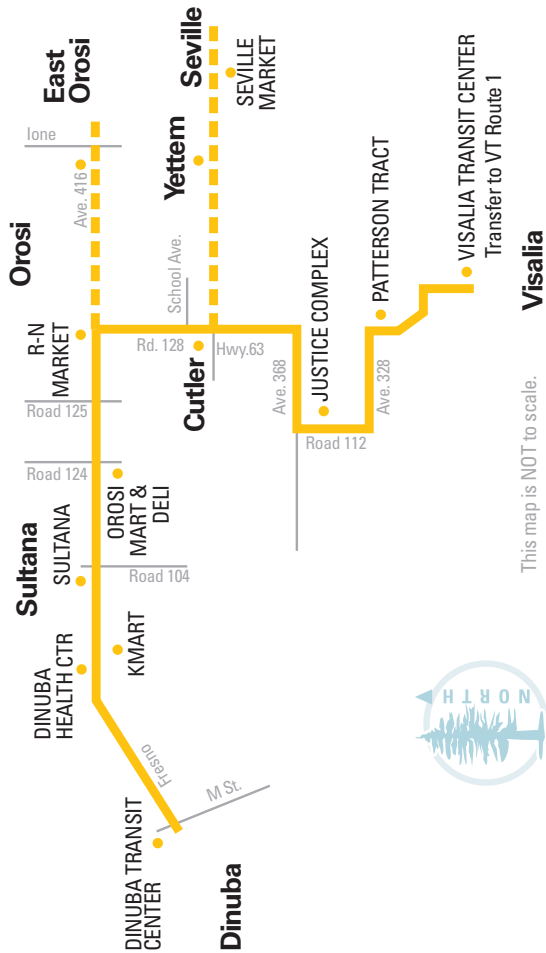 East
Orosi
Ione
Ave. 416
Seville
SEVILLE
MARKET
Yettem
Orosi
School Ave.
R-N
MARKET
Rd. 128
Hwy.63
Cutler
Road 125
Road 124
OROSI
MART &
DELI
Sultana
SULTANA
Road 104
DINUBA
HEALTH CTR
KMART
Fresno
M St.
DINUBA TRANSIT
CENTER
Dinuba
Ave. 368
JUSTICE COMPLEX
Road 112
Ave. 328
PATTERSON TRACT
VISALIA TRANSIT CENTER
Transfer to VT Route 1
Visalia
This map is NOT to scale.
NORTH